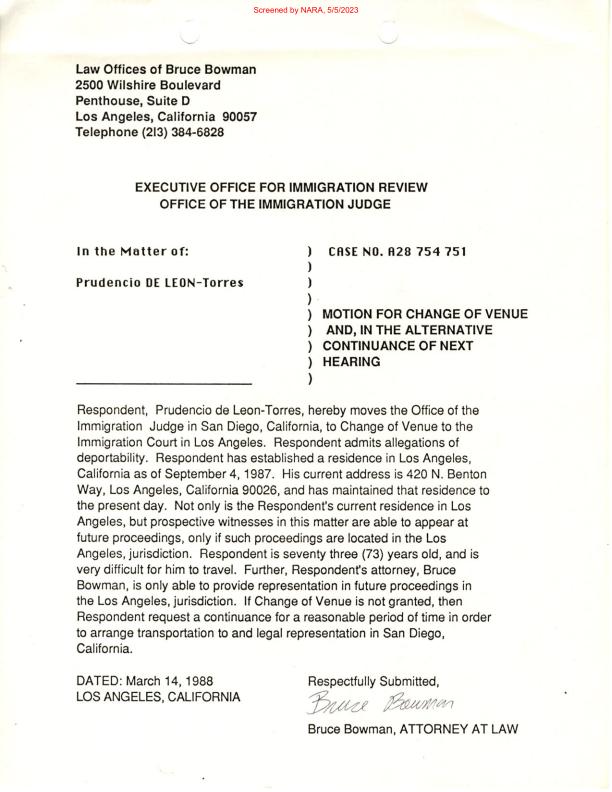 Screened by NARA, 5/5/2023
Law Offices of Bruce Bowman
2500 Wilshire Boulevard
Penthouse, Suite D
Los Angeles, California 90057
Telephone (2l3) 384-6828
EXECUTIVE OFFICE FOR IMMIGRATION REVIEW
OFFICE OF THE IMMIGRATION JUDGE
In the Matter of:
Prudencio DE LEON-Torres
) CASE NO. A28 754 751
)
)
)
) MOTION FOR CHANGE OF VENUE
) AND, IN THE ALTERNATIVE
) CONTINUANCE OF NEXT
) HEARING
)
Respondent, Prudencio de Leon-Torres, hereby moves the Office of the
Immigration Judge in San Diego, California, to Change of Venue to the
Immigration Court in Los Angeles. Respondent admits allegations of
deportability. Respondent has established a residence in Los Angeles,
California as of September 4, 1987. His current address is 420 N. Benton
Way, Los Angeles, California 90026, and has maintained that residence to
the present day. Not only is the Respondent's current residence in Los
Angeles, but prospective witnesses in this matter are able to appear at
future proceedings, only if such proceedings are located in the Los
Angeles, jurisdiction. Respondent is seventy three (73) years old, and is
very difficult for him to travel. Further, Respondent's attorney, Bruce
Bowman, is only able to provide representation in future proceedings in
the Los Angeles, jurisdiction. If Change of Venue is not granted, then
Respondent request a continuance for a reasonable period of time in order
to arrange transportation to and legal representation in San Diego,
California.
DATED: March 14, 1988
LOS ANGELES, CALIFORNIA
Respectfully Submitted,
Bruce Bowman
Bruce Bowman, ATTORNEY AT LAW